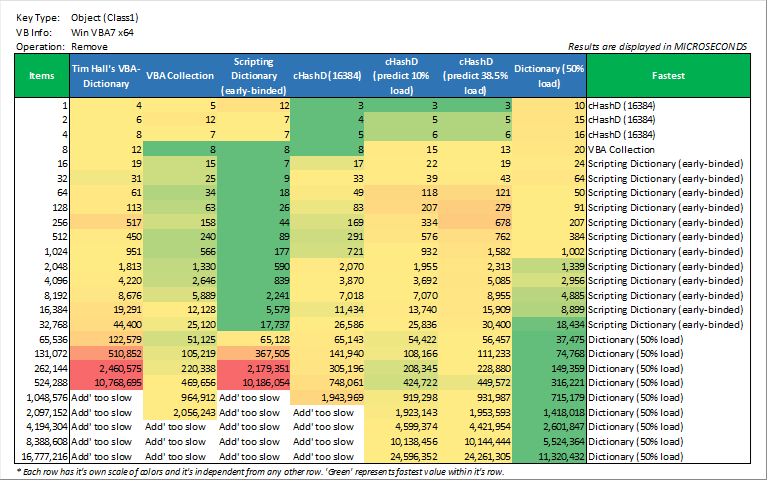 Key Type: Object (Class1)
VB Info: Win VBA7 x64
Operation: Remove
Results are displayed in MICROSECONDS
Items Tim Hall's VBA-Dictionary VBA Collection Scripting Dictionary (early-binded) cHashD (16384) cHashD (predict 10% load) cHashD (predict 38.5% load) Dictionary (50% load) Fastest
1 4 5 12 3 3 3 10 cHashD (16384)
2 6 12 7 4 5 5 15 cHashD (16384)
4 8 7 7 5 6 6 16 cHashD (16384)
8 12 8 8 8 15 13 20 VBA Collection
16 19 15 7 17 22 19 24 Scripting Dictionary (early-binded)
32 31 25 9 33 39 43 64 Scripting Dictionary (early-binded)
64 61 34 18 49 118 121 50 Scripting Dictionary (early-binded)
128 113 63 26 83 207 279 91 Scripting Dictionary (early-binded)
256 517 158 44 169 334 678 207 Scripting Dictionary (early-binded)
512 450 240 89 291 576 762 384 Scripting Dictionary (early-binded)
1,024 951 566 177 721 932 1,582 1,002 Scripting Dictionary (early-binded)
2,048 1,813 1,330 590 2,070 1,955 2,313 1,339 Scripting Dictionary (early-binded)
4,096 4,220 2,646 839 3,870 3,692 5,085 2,956 Scripting Dictionary (early-binded)
8,192 8,676 5,889 2,241 7,018 7,070 8,955 4,885 Scripting Dictionary (early-binded)
16,384 19,291 12,128 5,579 11,434 13,740 15,909 8,899 Scripting Dictionary (early-binded)
32,768 44,400 25,120 17,737 26,586 25,836 30,400 18,434 Scripting Dictionary (early-binded)
65,536 122,579 51,125 65,128 65,143 54,422 56,457 37,475 Dictionary (50% load)
131,072 510,852 105,219 367,505 141,940 108,166 111,233 74,768 Dictionary (50% load)
262,144 2,460,575 220,338 2,179,351 305,196 208,345 228,880 149,359 Dictionary (50% load)
524,288 10,768,695 469,656 10,186,054 748,061 424,722 449,572 316,221 Dictionary (50% load)
1,048,576 Add' too slow 964,912 Add' too slow 1,943,969 919,298 931,987 715,179 Dictionary (50% load)
2,097,152 Add' too slow 2,056,243 Add' too slow Add' too slow 1,923,143 1,953,593 1,418,018 Dictionary (50% load)
4,194,304 Add' too slow Add' too slow Add' too slow Add' too slow 4,599,374 4,421,954 2,601,847 Dictionary (50% load)
8,388,608 Add' too slow Add' too slow Add' too slow Add' too slow 10,138,456 10,144,444 5,524,364 Dictionary (50% load)
16,777,216 Add' too slow Add' too slow Add' too slow Add' too slow 24,596,352 24,261,305 11,320,432 Dictionary (50% load)
* Each row has it's own scale of colors and it's independent from any other row. 'Green' represents fastest value within it's row.